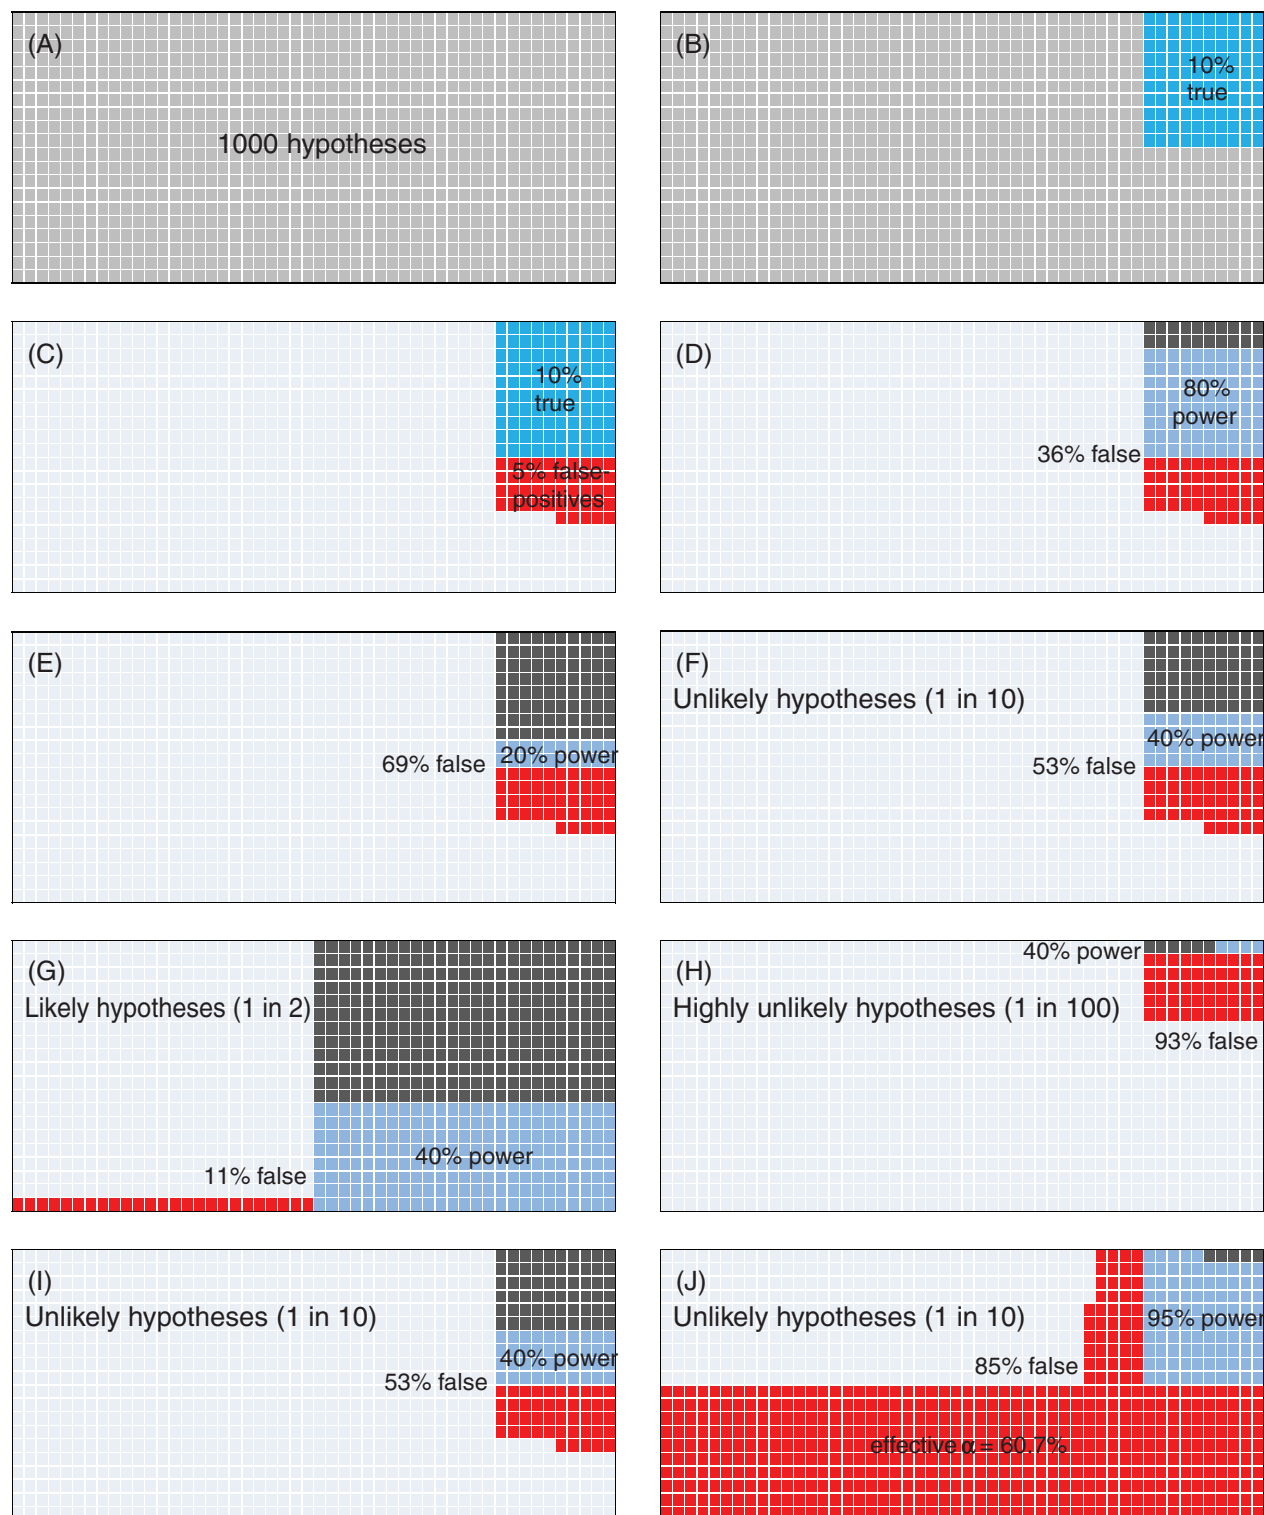 (A)
1000 hypotheses
(B)
10%
true
(C)
10%
true
5% false-
positives
(D)
80%
power
36% false
(E)
20% power
69% false
(F)
Unlikely hypotheses (1 in 10)
40% power
53% false
(G)
Likely hypotheses (1 in 2)
40% power
11% false
(H)
40% power
Highly unlikely hypotheses (1 in 100)
93% false
(I)
Unlikely hypotheses (1 in 10)
40% power
53% false
(J)
Unlikely hypotheses (1 in 10)
95% power
85% false
effective α = 60.7%